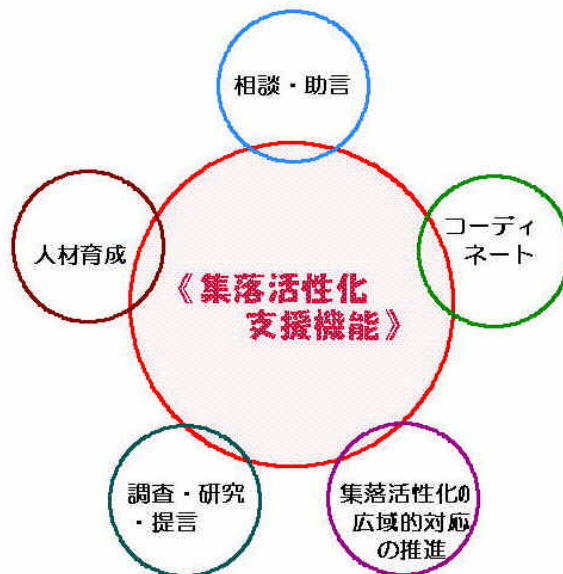 相談・助言
コーディ
ネート
人材育成
《集落活性化
支援機能》
調査・研究
・提言
集落活性化の
広域的対応
の推進